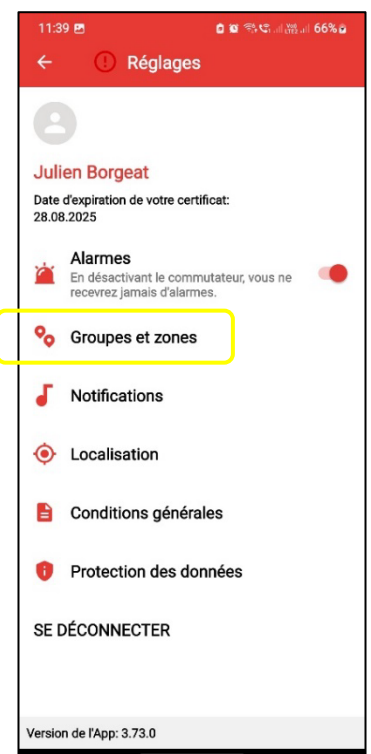 11:39 66%
Réglages
Julien Borgeat
Date d'expiration de votre certificat:
28.08.2025
Alarmes
En désactivant le commutateur, vous ne
recevrez jamais d'alarmes.
Groupes et zones
Notifications
Localisation
Conditions générales
Protection des données
SE DÉCONNECTER
Version de l'App: 3.73.0